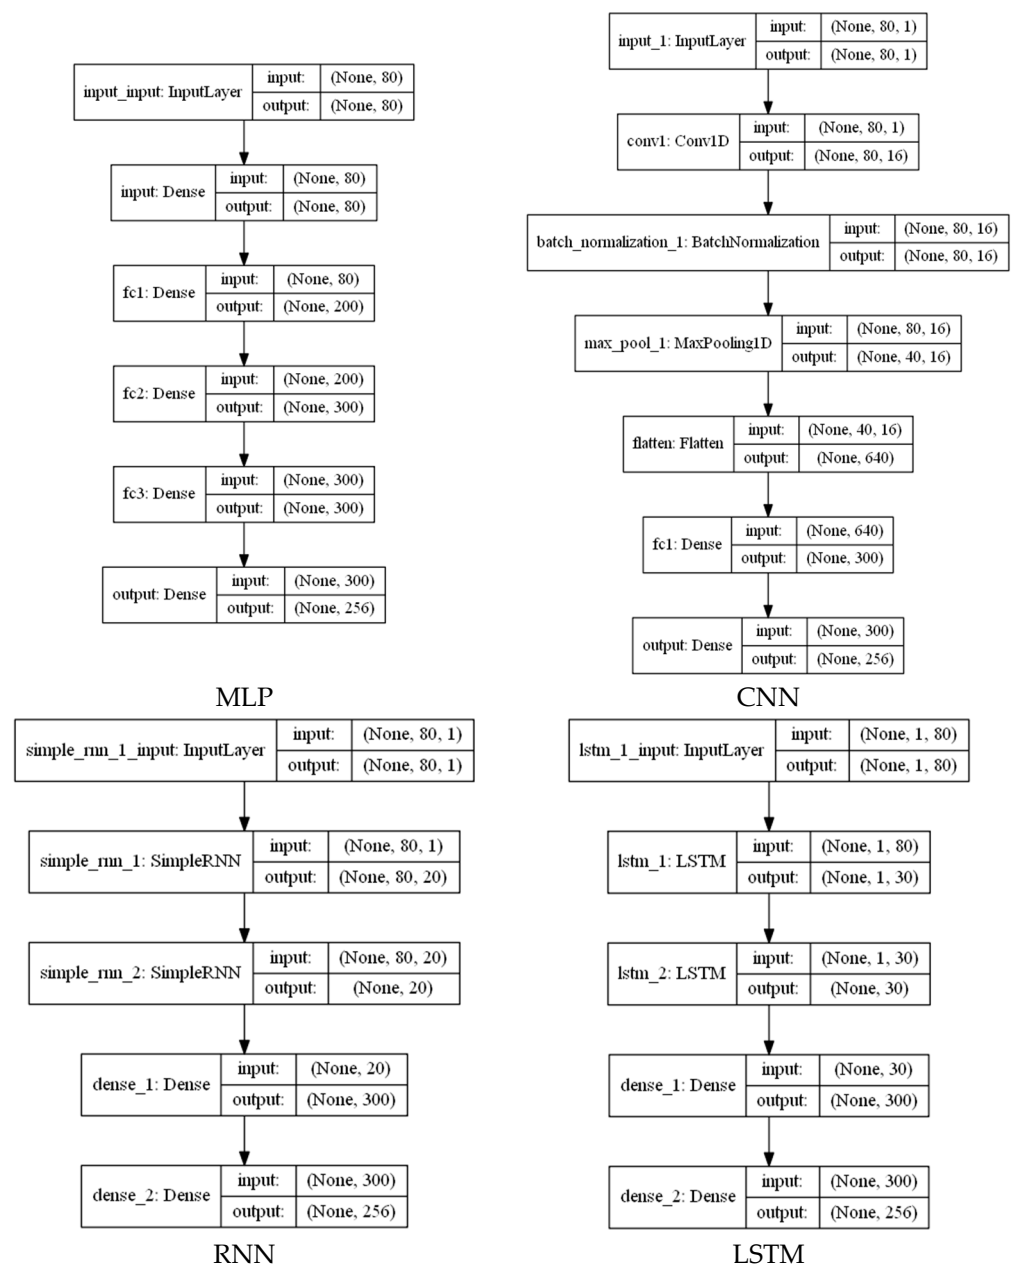 input_input: InputLayer
input: (None, 80)
output: (None, 80)
input: Dense
input: (None, 80)
output: (None, 80)
fc1: Dense
input: (None, 80)
output: (None, 200)
fc2: Dense
input: (None, 200)
output: (None, 300)
fc3: Dense
input: (None, 300)
output: (None, 300)
output: Dense
input: (None, 300)
output: (None, 256)
MLP
input_1: InputLayer
input: (None, 80, 1)
output: (None, 80, 1)
conv1: Conv1D
input: (None, 80, 1)
output: (None, 80, 16)
batch_normalization_1: BatchNormalization
input: (None, 80, 16)
output: (None, 80, 16)
max_pool_1: MaxPooling1D
input: (None, 80, 16)
output: (None, 40, 16)
flatten: Flatten
input: (None, 40, 16)
output: (None, 640)
fc1: Dense
input: (None, 640)
output: (None, 300)
output: Dense
input: (None, 300)
output: (None, 256)
CNN
simple_rnn_1_input: InputLayer
input: (None, 80, 1)
output: (None, 80, 1)
simple_rnn_1: SimpleRNN
input: (None, 80, 1)
output: (None, 80, 20)
simple_rnn_2: SimpleRNN
input: (None, 80, 20)
output: (None, 20)
dense_1: Dense
input: (None, 20)
output: (None, 300)
dense_2: Dense
input: (None, 300)
output: (None, 256)
RNN
lstm_1_input: InputLayer
input: (None, 1, 80)
output: (None, 1, 80)
lstm_1: LSTM
input: (None, 1, 80)
output: (None, 1, 30)
lstm_2: LSTM
input: (None, 1, 30)
output: (None, 30)
dense_1: Dense
input: (None, 30)
output: (None, 300)
dense_2: Dense
input: (None, 300)
output: (None, 256)
LSTM